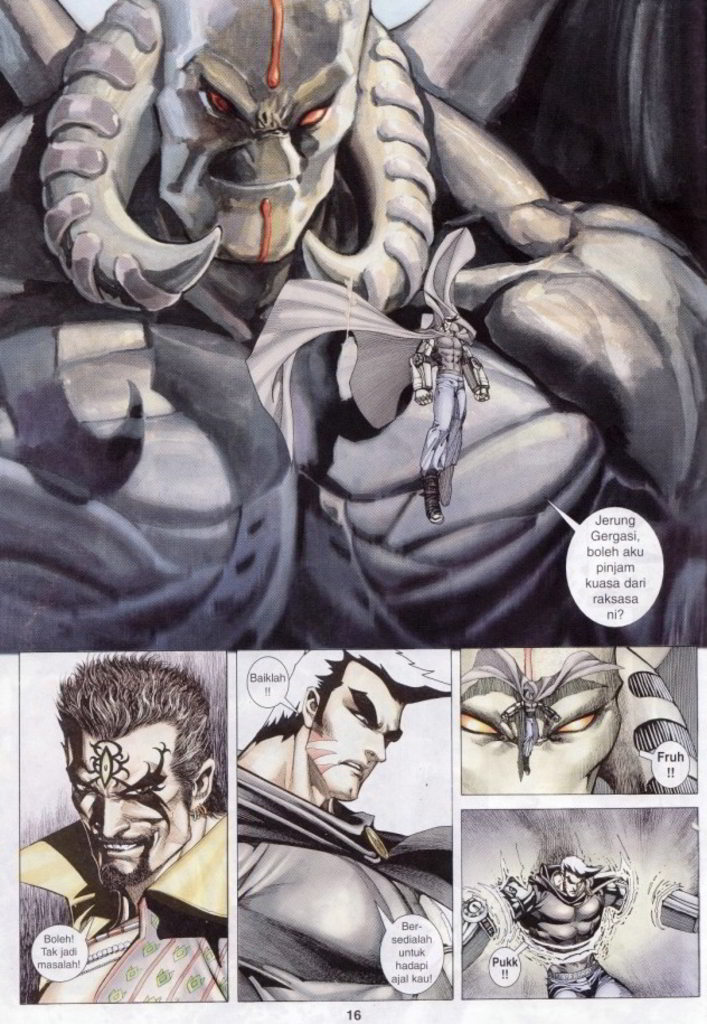 Jerung
Gergasi,
boleh aku
pinjam
kuasa dari
raksasa
ni?
Boleh!
Tak jadi
masalah!
Baiklah
!!
Ber-
sedialah
untuk
hadapi
ajal kau!
Fruh
!!
Pukk
!!
16